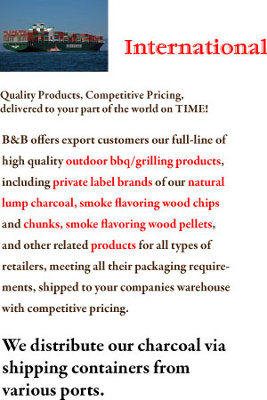 International
Quality Products, Competitive Pricing,
delivered to your part of the world on TIME!
B&B offers export customers our full-line of
high quality outdoor bbq/grilling products,
including private label brands of our natural
lump charcoal, smoke flavoring wood chips
and chunks, smoke flavoring wood pellets,
and other related products for all types of
retailers, meeting all their packaging require-
ments, shipped to your companies warehouse
with competitive pricing.
We distribute our charcoal via
shipping containers from
various ports.